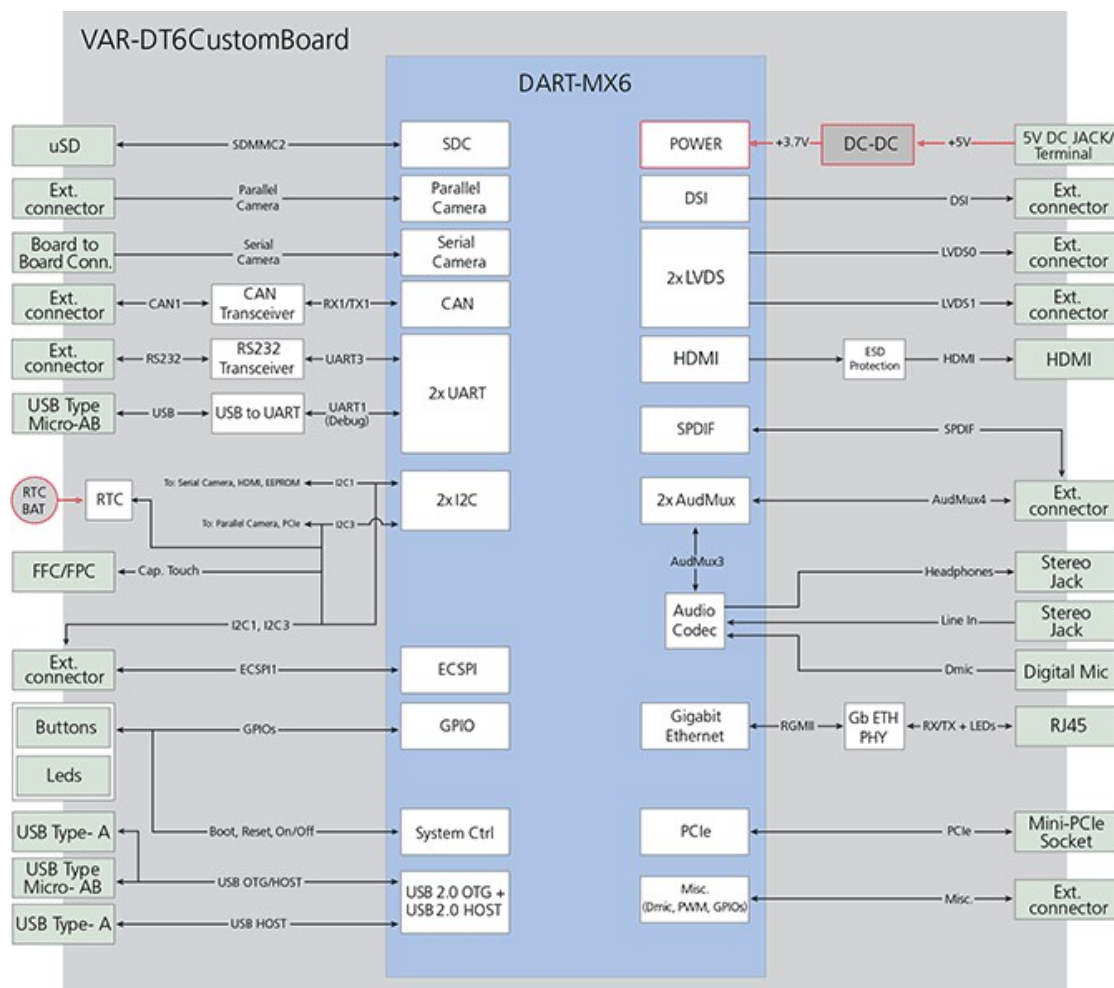 VAR-DT6CustomBoard
DART-MX6
uSD
SDMMC2
SDC
Ext.
connector
Parallel
Camera
Parallel
Camera
Board to
Board Conn.
Serial
Camera
Serial
Camera
Ext.
connector
CAN1
CAN
Transceiver
RX1/TX1
CAN
Ext.
connector
RS232
RS232
Transceiver
UART3
2x UART
USB Type
Micro-AB
USB
USB to UART
UART1
(Debug)
RTC
BAT
RTC
To: Serial Camera, HDMI, EEPROM
I2C1
2x I2C
To: Parallel Camera, PCIe
I2C3
FFC/FPC
Cap. Touch
I2C1, I2C3
Ext.
connector
ECSPI1
ECSPI
Buttons
GPIOs
GPIO
Leds
Boot, Reset, On/Off
System Ctrl
USB Type- A
USB Type
Micro- AB
USB OTG/HOST
USB 2.0 OTG +
USB 2.0 HOST
USB Type- A
USB HOST
POWER
+3.7V
DC-DC
+5V
5V DC JACK/
Terminal
DSI
DSI
Ext.
connector
2x LVDS
LVDS0
Ext.
connector
LVDS1
Ext.
connector
HDMI
ESD
Protection
HDMI
HDMI
SPDIF
SPDIF
2x AudMux
AudMux4
Ext.
connector
AudMux3
Audio
Codec
Headphones
Stereo
Jack
Line In
Stereo
Jack
Dmic
Digital Mic
Gigabit
Ethernet
RGMII
Gb ETH
PHY
RX/TX + LEDs
RJ45
PCIe
PCIe
Mini-PCIe
Socket
Misc.
(Dmic, PWM, GPIOs)
Misc.
Ext.
connector